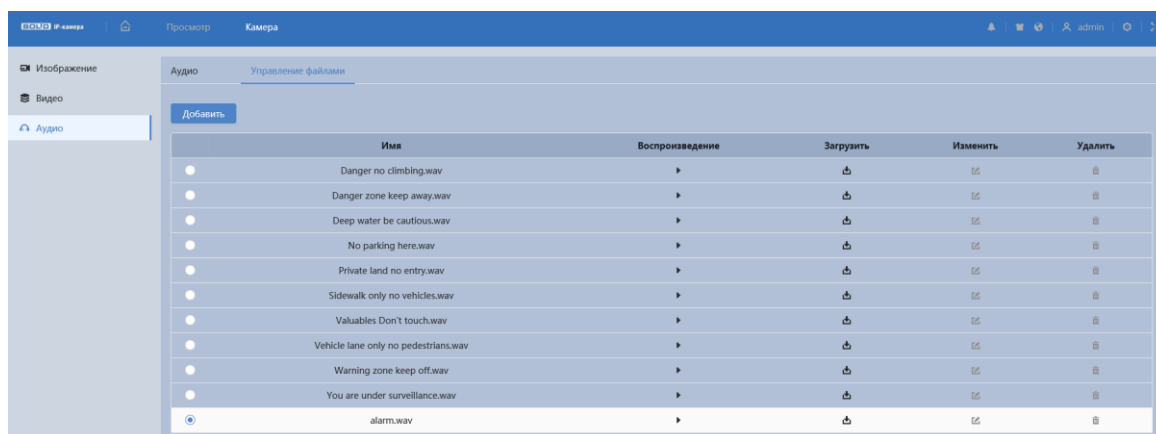 BOLID IP-камера Просмотр Камера admin
Изображение
Видео
Аудио
Аудио Управление файлами
Добавить
Имя Воспроизведение Загрузить Изменить Удалить
Danger no climbing.wav
Danger zone keep away.wav
Deep water be cautious.wav
No parking here.wav
Private land no entry.wav
Sidewalk only no vehicles.wav
Valuables Don't touch.wav
Vehicle lane only no pedestrians.wav
Warning zone keep off.wav
You are under surveillance.wav
alarm.wav